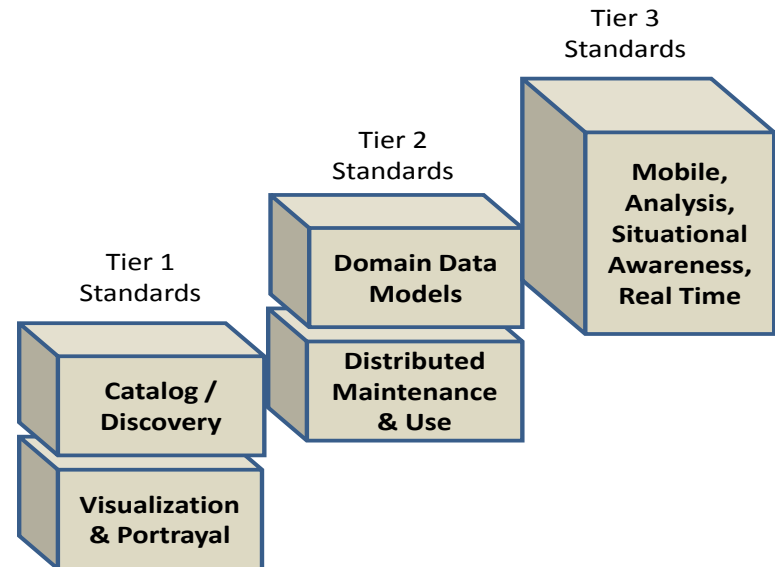 Tier 3
Standards
Mobile,
Analysis,
Situational
Awareness,
Real Time
Tier 2
Standards
Domain Data
Models
Distributed
Maintenance
& Use
Tier 1
Standards
Catalog /
Discovery
Visualization
& Portrayal